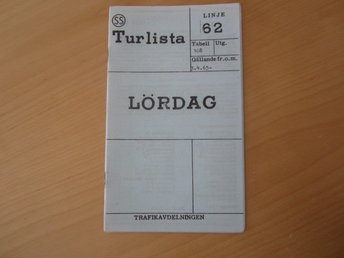 SS
LINJE
Turlista
62
Tabell Utg.
Gällande fr.o.m.
LÖRDAG
TRAFIKAVDELNINGEN